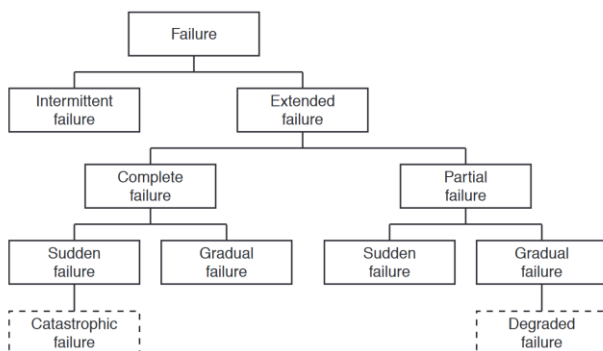 Failure
Intermittent
failure
Extended
failure
Complete
failure
Partial
failure
Sudden
failure
Gradual
failure
Sudden
failure
Gradual
failure
Catastrophic
failure
Degraded
failure